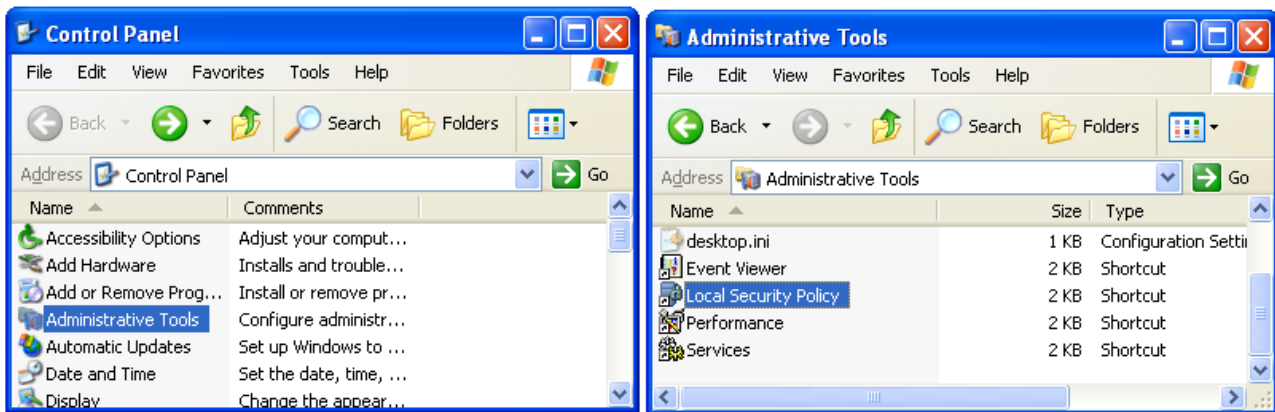 Control Panel
File Edit View Favorites Tools Help
Back Search Folders
Address Control Panel Go
Name Comments
Accessibility Options Adjust your comput...
Add Hardware Installs and trouble...
Add or Remove Prog... Install or remove pr...
Administrative Tools Configure administr...
Automatic Updates Set up Windows to ...
Date and Time Set the date, time, ...
Display Change the appear...
Administrative Tools
File Edit View Favorites Tools Help
Back Search Folders
Address Administrative Tools Go
Name Size Type
desktop.ini 1 KB Configuration Settin
Event Viewer 2 KB Shortcut
Local Security Policy 2 KB Shortcut
Performance 2 KB Shortcut
Services 2 KB Shortcut